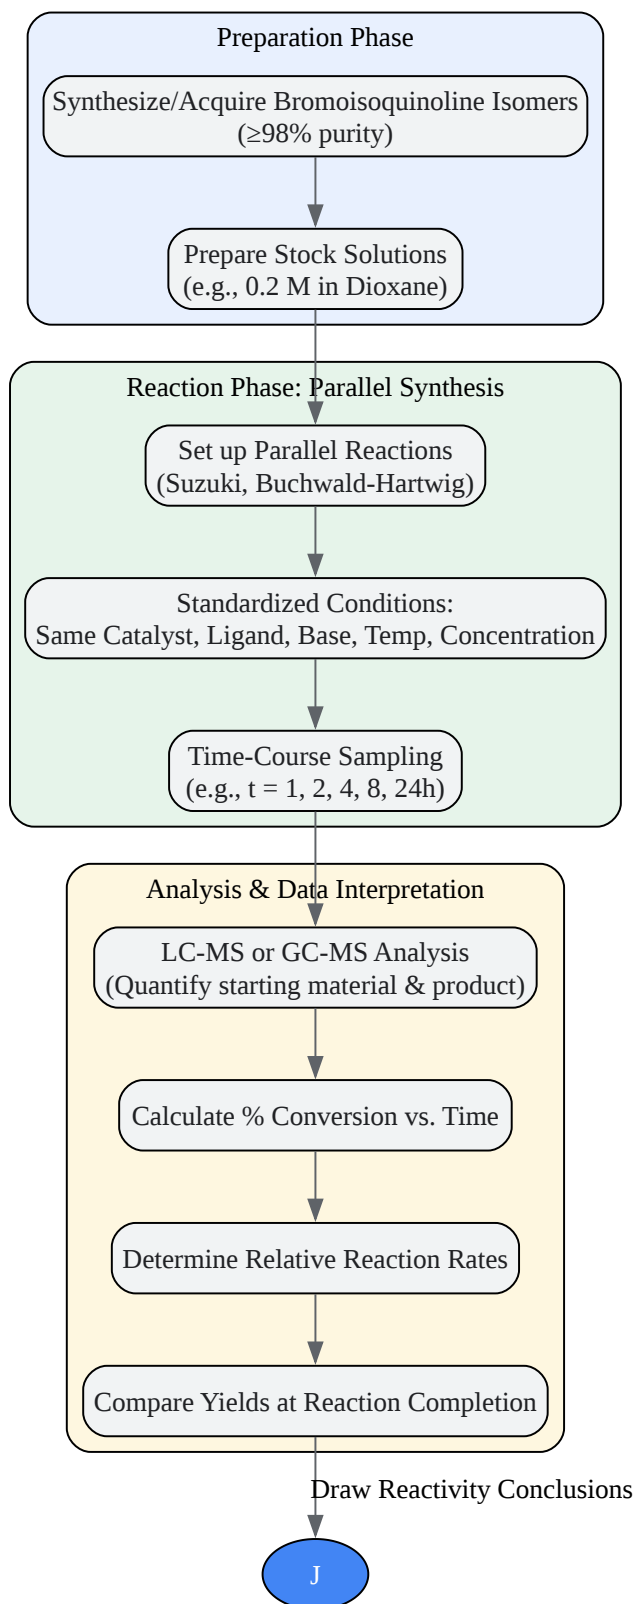 Preparation Phase
Synthesize/Acquire Bromoisoquinoline Isomers
(≥98% purity)
Prepare Stock Solutions
(e.g., 0.2 M in Dioxane)
Reaction Phase: Parallel Synthesis
Set up Parallel Reactions
(Suzuki, Buchwald-Hartwig)
Standardized Conditions:
Same Catalyst, Ligand, Base, Temp, Concentration
Time-Course Sampling
(e.g., t = 1, 2, 4, 8, 24h)
Analysis & Data Interpretation
LC-MS or GC-MS Analysis
(Quantify starting material & product)
Calculate % Conversion vs. Time
Determine Relative Reaction Rates
Compare Yields at Reaction Completion
Draw Reactivity Conclusions
J